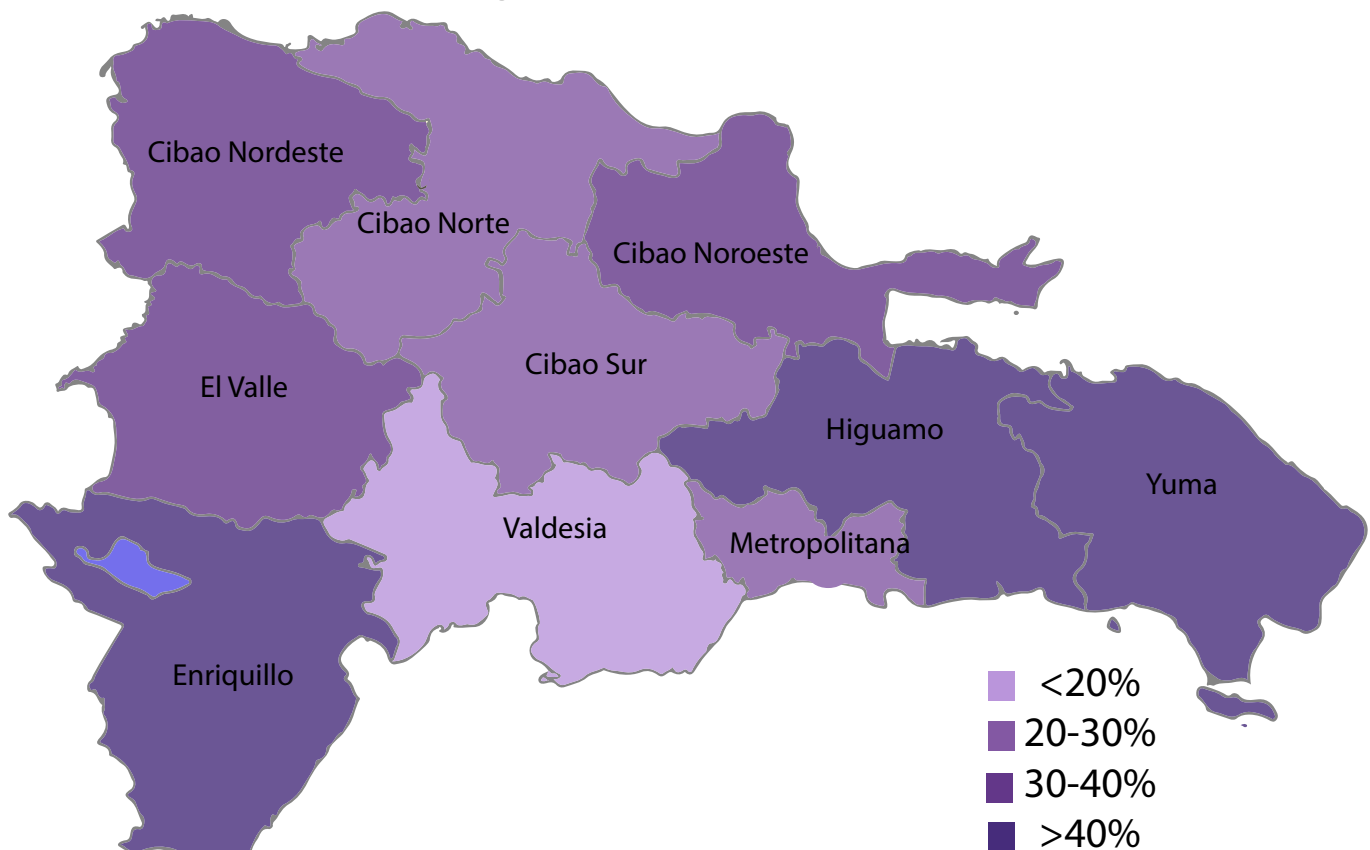 Cibao Nordeste
Cibao Norte
Cibao Noroeste
Cibao Sur
El Valle
Higuamo
Yuma
Valdesia
Metropolitana
Enriquillo
<20%
20-30%
30-40%
>40%